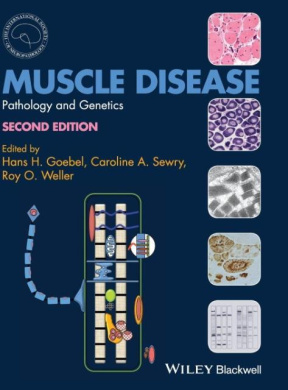 MUSCLE DISEASE
Pathology and Genetics
SECOND EDITION
Edited by
Hans H. Goebel, Caroline A. Sewry,
Roy O. Weller
WILEY Blackwell